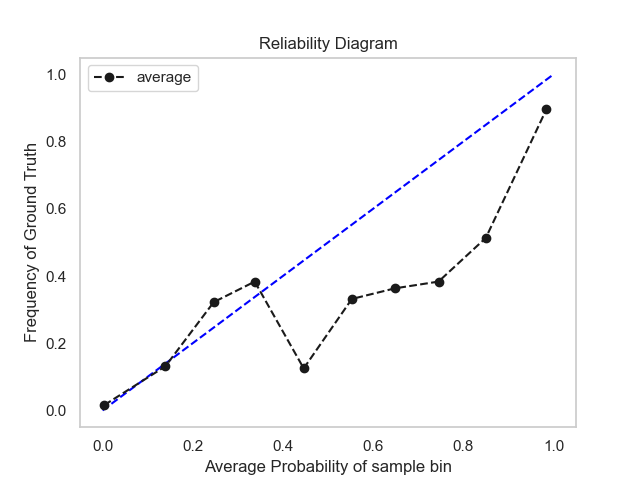 Reliability Diagram
average
Frequency of Ground Truth
1.0
0.8
0.6
0.4
0.2
0.0
0.0 0.2 0.4 0.6 0.8 1.0
Average Probability of sample bin